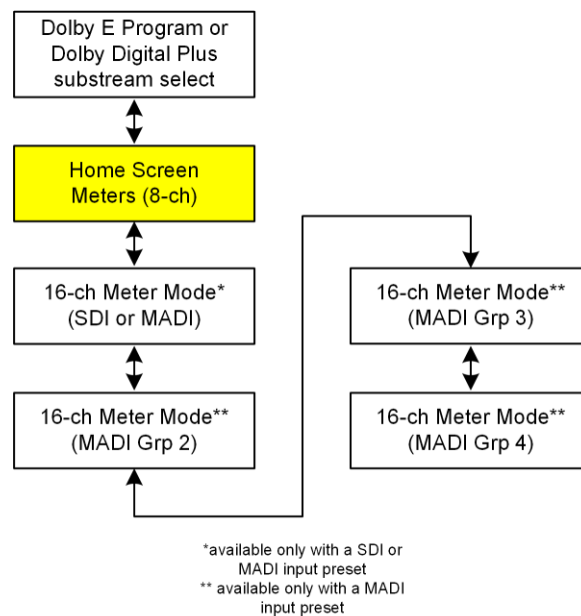 Dolby E Program or
Dolby Digital Plus
substream select
Home Screen
Meters (8-ch)
16-ch Meter Mode*
(SDI or MADI)
16-ch Meter Mode**
(MADI Grp 2)
16-ch Meter Mode**
(MADI Grp 3)
16-ch Meter Mode**
(MADI Grp 4)
*available only with a SDI or
MADI input preset
** available only with a MADI
input preset